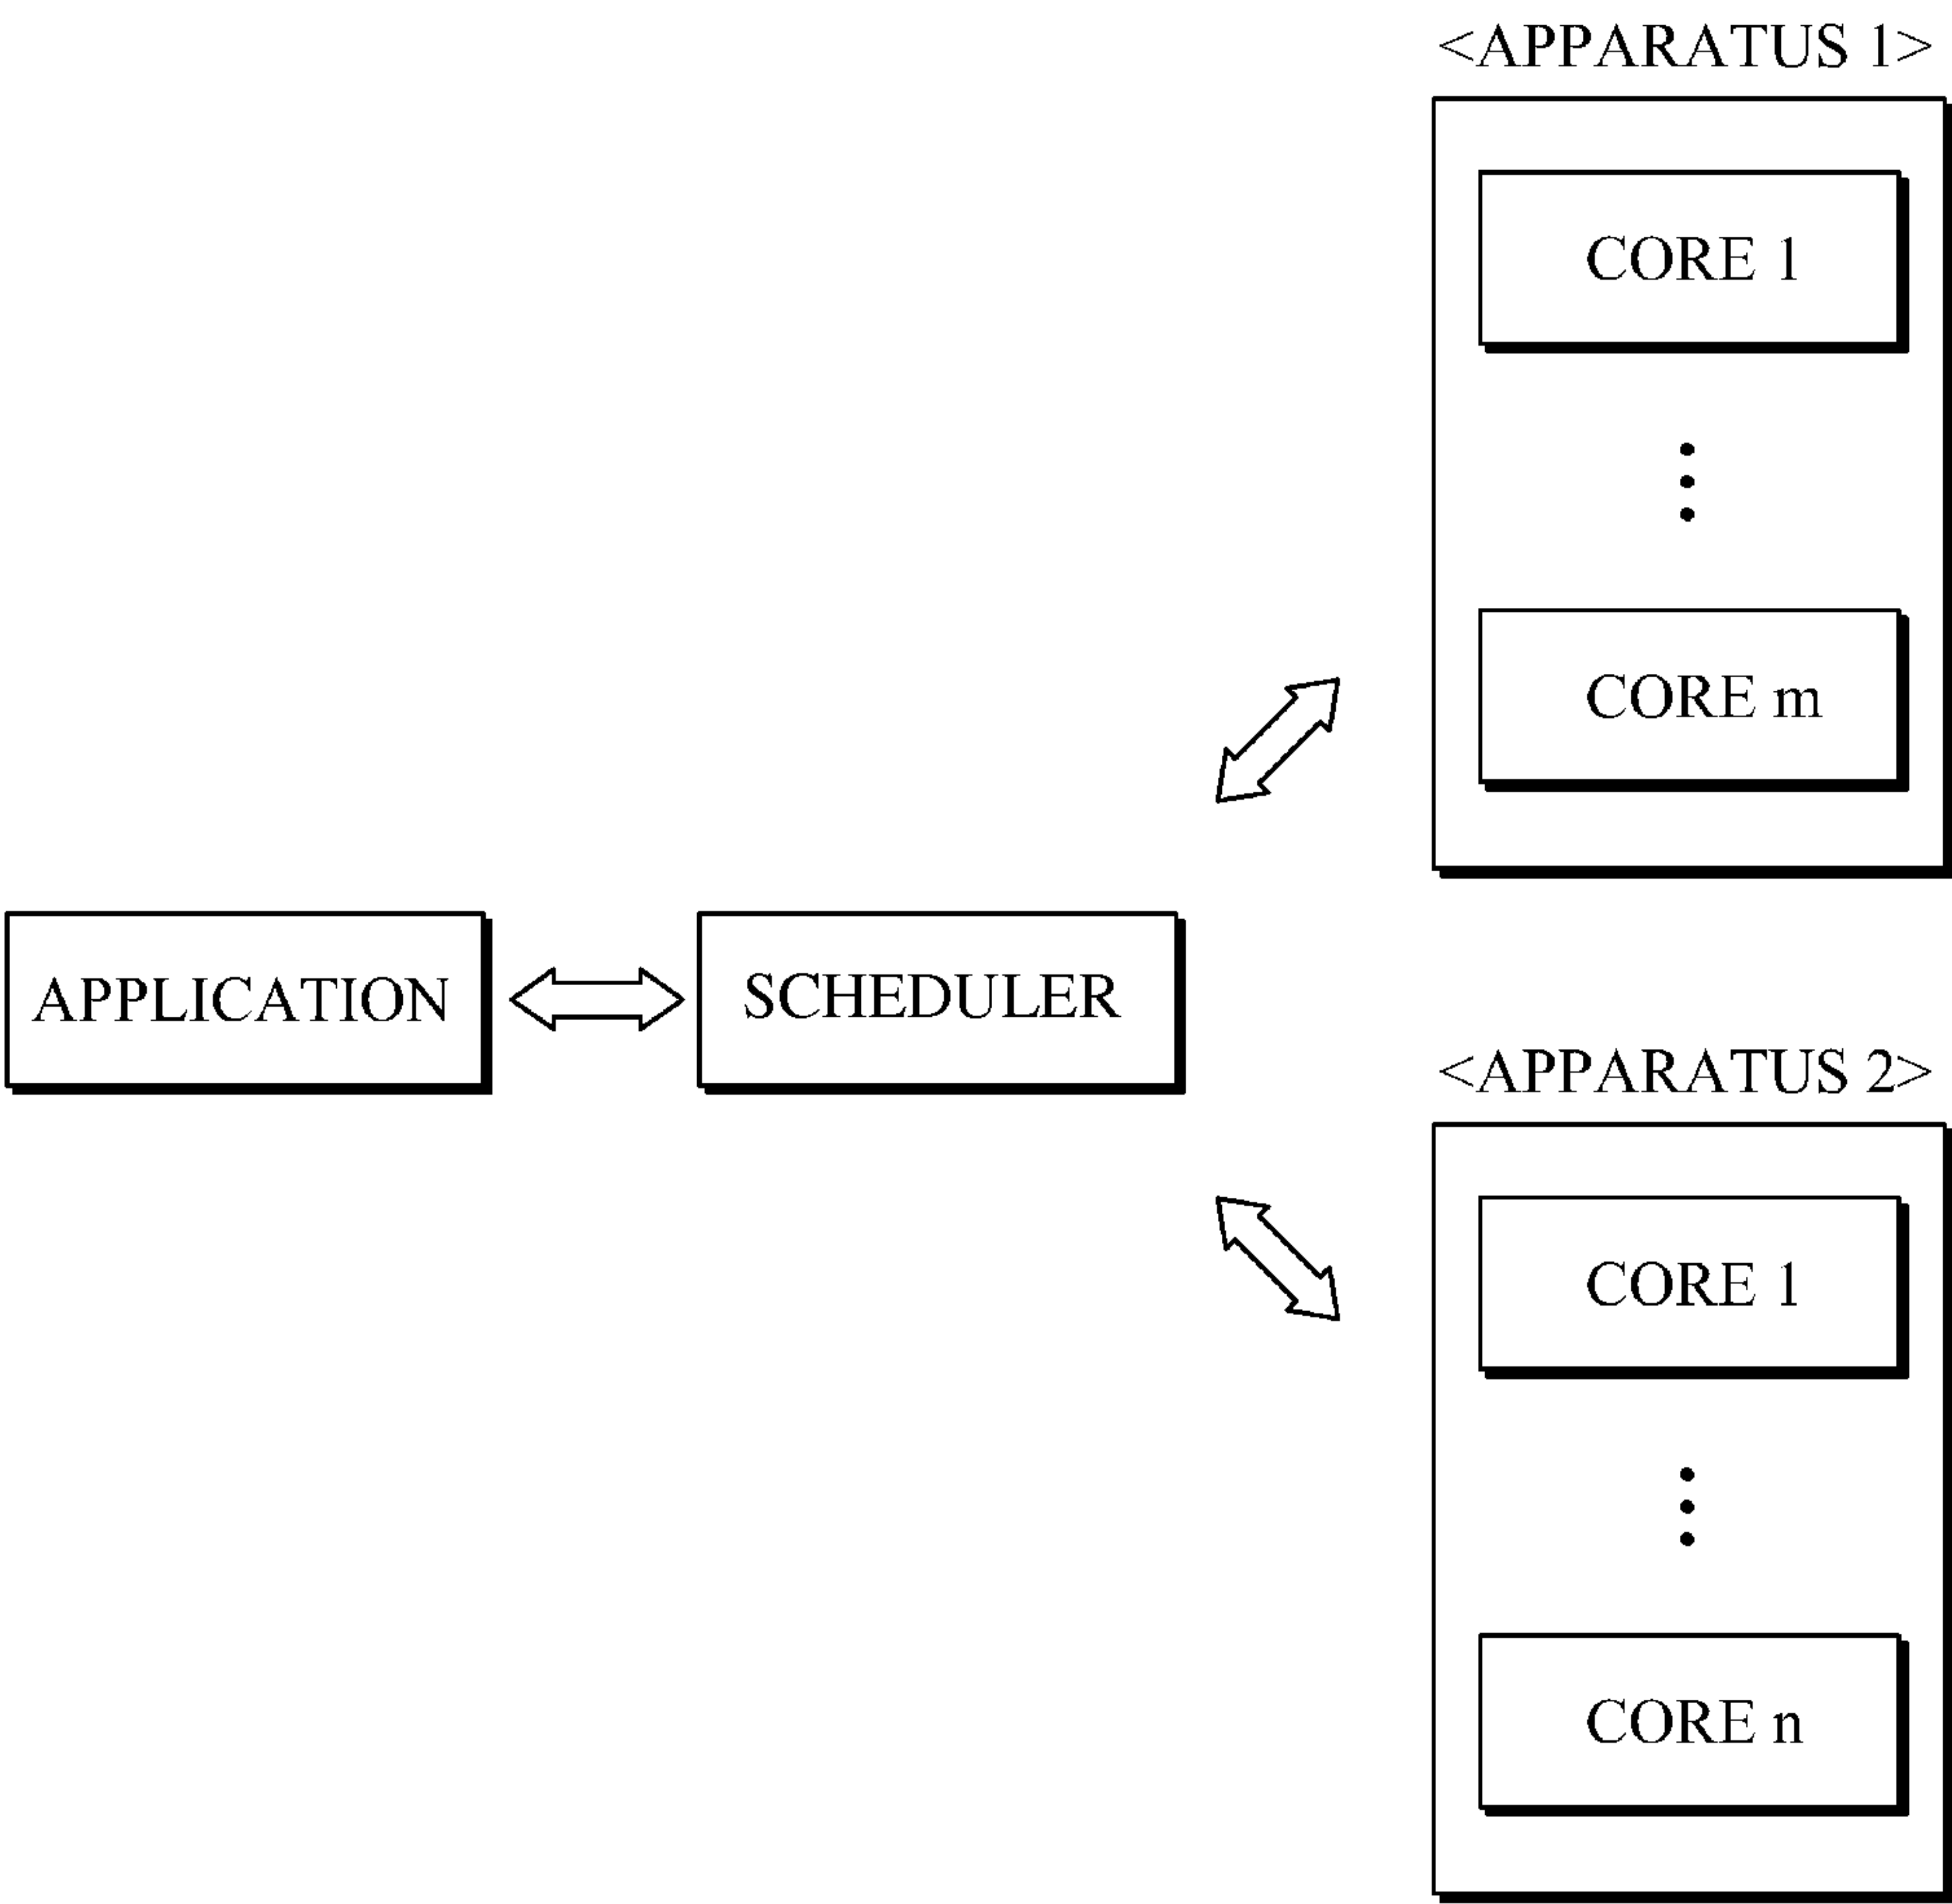 <APPARATUS 1>
CORE 1
CORE m
APPLICATION
SCHEDULER
<APPARATUS 2>
CORE 1
CORE n